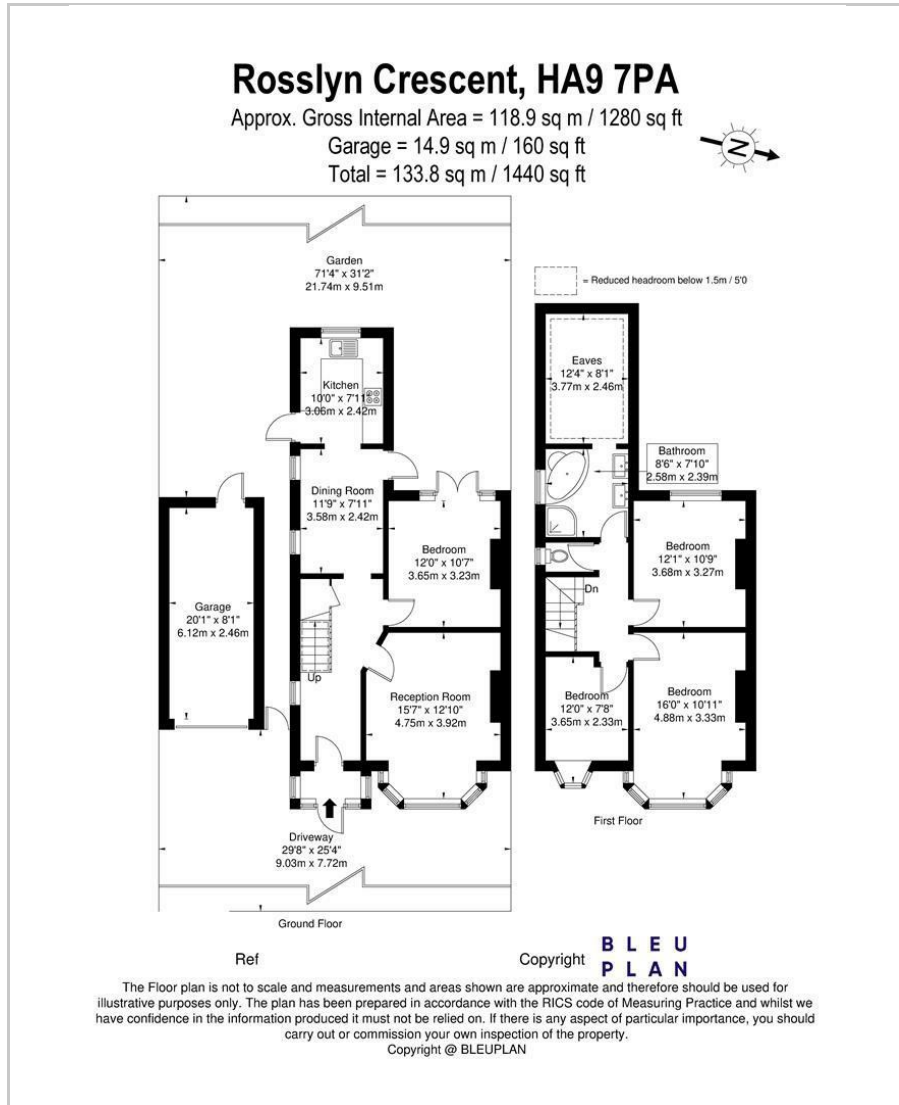 Rosslyn Crescent, HA9 7PA
Approx. Gross Internal Area = 118.9 sq m / 1280 sq ft
Garage = 14.9 sq m / 160 sq ft
Total = 133.8 sq m / 1440 sq ft
N
Garden
71'4" x 31'2"
21.74m x 9.51m
= Reduced headroom below 1.5m / 5'0
Kitchen
10'0" x 7'11"
3.06m x 2.42m
Eaves
12'4" x 8'1"
3.77m x 2.46m
Bathroom
8'6" x 7'10"
2.58m x 2.39m
Dining Room
11'9" x 7'11"
3.58m x 2.42m
Bedroom
12'0" x 10'7"
3.65m x 3.23m
Bedroom
12'1" x 10'9"
3.68m x 3.27m
Garage
20'1" x 8'1"
6.12m x 2.46m
Dn
Up
Reception Room
15'7" x 12'10"
4.75m x 3.92m
Bedroom
12'0" x 7'8"
3.65m x 2.33m
Bedroom
16'0" x 10'11"
4.88m x 3.33m
First Floor
Driveway
29'8" x 25'4"
9.03m x 7.72m
Ground Floor
Ref
Copyright
BLEU
PLAN
The Floor plan is not to scale and measurements and areas shown are approximate and therefore should be used for
illustrative purposes only. The plan has been prepared in accordance with the RICS code of Measuring Practice and whilst we
have confidence in the information produced it must not be relied on. If there is any aspect of particular importance, you should
carry out or commission your own inspection of the property.
Copyright @ BLEUPLAN